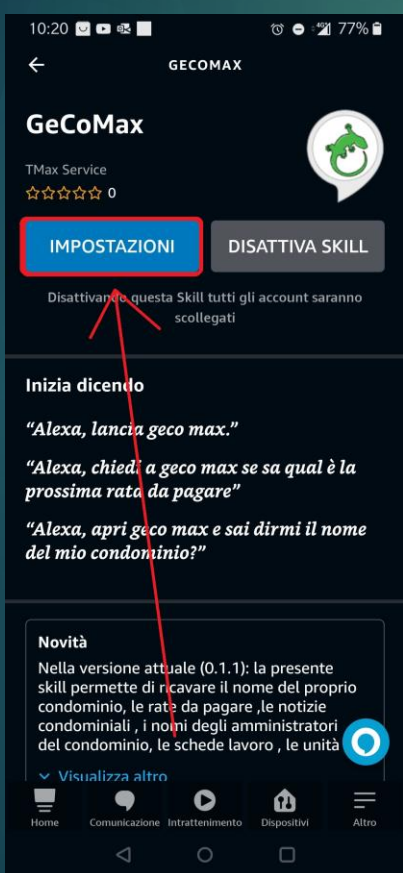 10:20
77%
GECOMAX
GeCoMax
TMax Service
0
IMPOSTAZIONI
DISATTIVA SKILL
Disattivando questa Skill tutti gli account saranno
scollegati
Inizia dicendo
“Alexa, lancia geco max.”
“Alexa, chiedi a geco max se sa qual è la
prossima rata da pagare”
“Alexa, apri geco max e sai dirmi il nome
del mio condominio?”
Novità
Nella versione attuale (0.1.1): la presente
skill permette di ricavare il nome del proprio
condominio, le rate da pagare ,le notizie
condominiali , i nomi degli amministratori
del condominio, le schede lavoro , le unità
Visualizza altro
Home
Comunicazione
Intrattenimento
Dispositivi
Altro